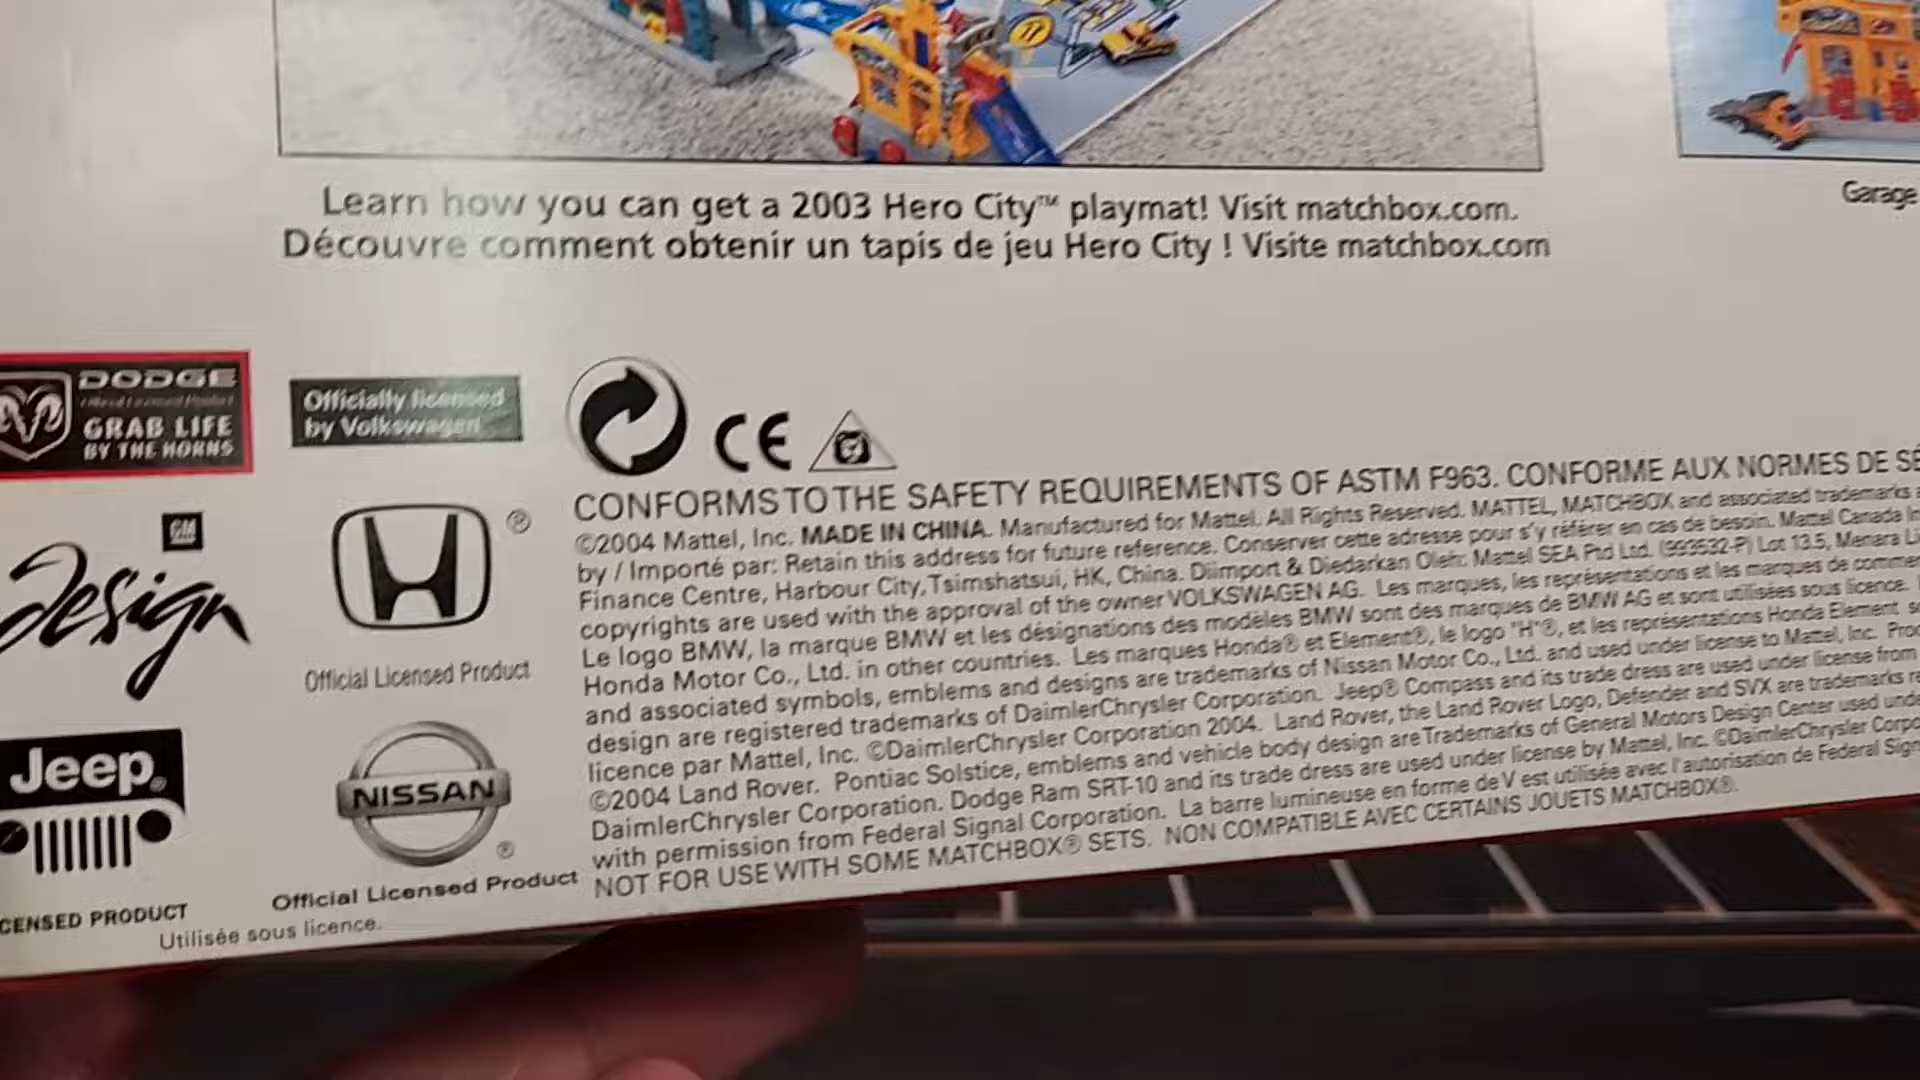 Learn how you can get a 2003 Hero City™ playmat! Visit matchbox.com.
Découvre comment obtenir un tapis de jeu Hero City ! Visite matchbox.com
Garage
DODGE
GRAB LIFE
BY THE HORNS
Officially licensed
by Volkswagen
CE
GM
Design
®
Official Licensed Product
Jeep®
NISSAN
®
Official Licensed Product
CENSED PRODUCT
Utilisée sous licence.
CONFORMS TO THE SAFETY REQUIREMENTS OF ASTM F963. CONFORME AUX NORMES DE SÉ
©2004 Mattel, Inc. MADE IN CHINA. Manufactured for Mattel. All Rights Reserved. MATTEL, MATCHBOX and associated trademarks a
by / Importé par: Retain this address for future reference. Conserver cette adresse pour s'y référer en cas de besoin. Mattel Canada In
Finance Centre, Harbour City, Tsimshatsui, HK, China. Diimport & Diedarkan Oleh: Mattel SEA Ptd Ltd. (993532-P) Lot 13.5, Menara Li
copyrights are used with the approval of the owner VOLKSWAGEN AG. Les marques, les représentations et les marques de commer
Le logo BMW, la marque BMW et les désignations des modèles BMW sont des marques de BMW AG et sont utilisées sous licence.
Honda Motor Co., Ltd. in other countries. Les marques Honda® et Element®, le logo "H"®, et les représentations Honda Element s
and associated symbols, emblems and designs are trademarks of Nissan Motor Co., Ltd. and used under license to Mattel, Inc. Pro
design are registered trademarks of DaimlerChrysler Corporation. Jeep® Compass and its trade dress are used under license from
licence par Mattel, Inc. ©DaimlerChrysler Corporation 2004. Land Rover, the Land Rover Logo, Defender and SVX are trademarks
©2004 Land Rover. Pontiac Solstice, emblems and vehicle body design are Trademarks of General Motors Design Center used unde
DaimlerChrysler Corporation. Dodge Ram SRT-10 and its trade dress are used under license by Mattel, Inc. ©DaimlerChrysler Corpo
with permission from Federal Signal Corporation. La barre lumineuse en forme de V est utilisée avec l'autorisation de Federal Sign
NOT FOR USE WITH SOME MATCHBOX® SETS. NON COMPATIBLE AVEC CERTAINS JOUETS MATCHBOX®.